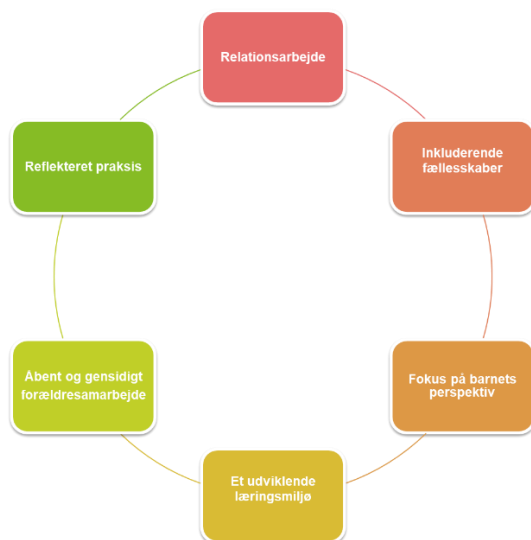 Relationsarbejde
Inkluderende
fællesskaber
Fokus på barnets
perspektiv
Et udviklende
læringsmiljø
Åbent og gensidigt
forældresamarbejde
Reflekteret praksis